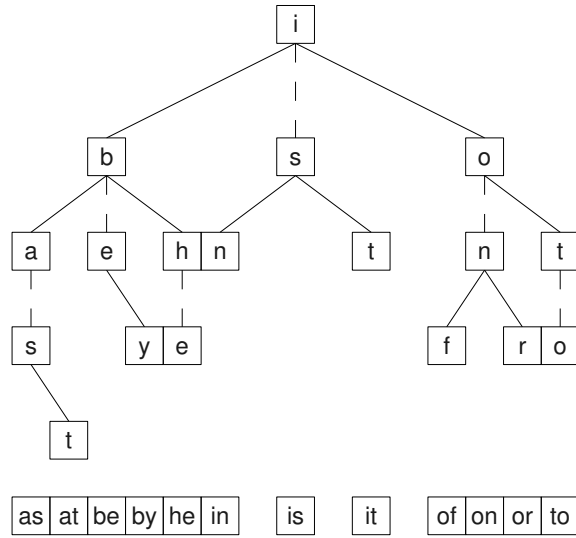 i
b s o
a e h n t n t
s y e f r o
t
as at be by he in is it of on or to